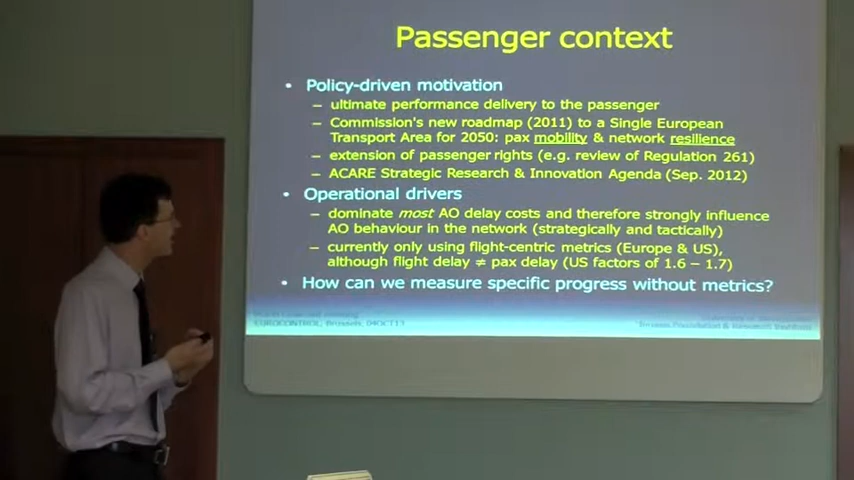 Passenger context
• Policy-driven motivation
– ultimate performance delivery to the passenger
– Commission's new roadmap (2011) to a Single European
Transport Area for 2050: pax mobility & network resilience
– extension of passenger rights (e.g. review of Regulation 261)
– ACARE Strategic Research & Innovation Agenda (Sep. 2012)
• Operational drivers
– dominate most AO delay costs and therefore strongly influence
AO behaviour in the network (strategically and tactically)
– currently only using flight-centric metrics (Europe & US),
although flight delay ≠ pax delay (US factors of 1.6 – 1.7)
• How can we measure specific progress without metrics?
EUROCONTROL, Brussels, 04OCT13